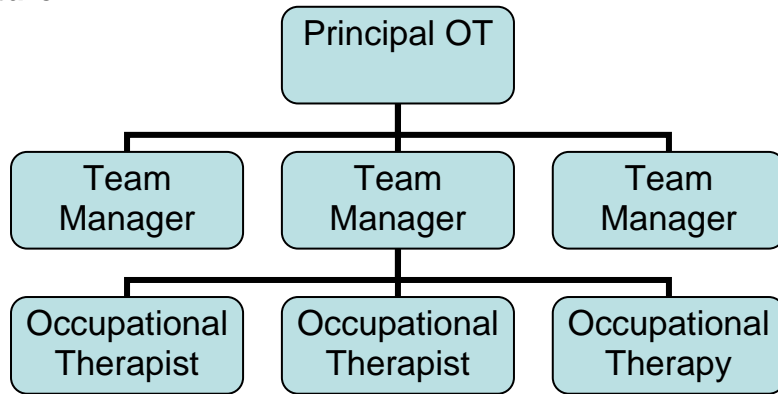 Principal OT
Team
Manager
Team
Manager
Team
Manager
Occupational
Therapist
Occupational
Therapist
Occupational
Therapy